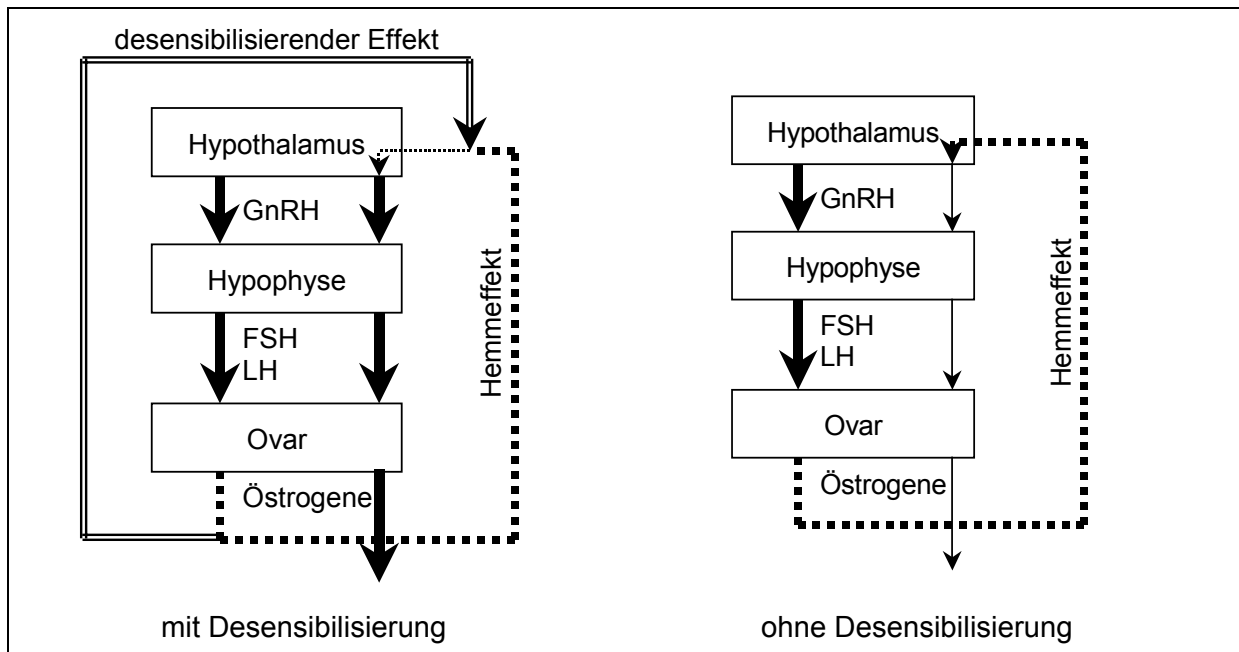 desensibilisierender Effekt
Hypothalamus
GnRH
Hypophyse
FSH
LH
Ovar
Östrogene
Hemmeffekt
mit Desensibilisierung
Hypothalamus
GnRH
Hypophyse
FSH
LH
Ovar
Östrogene
Hemmeffekt
ohne Desensibilisierung